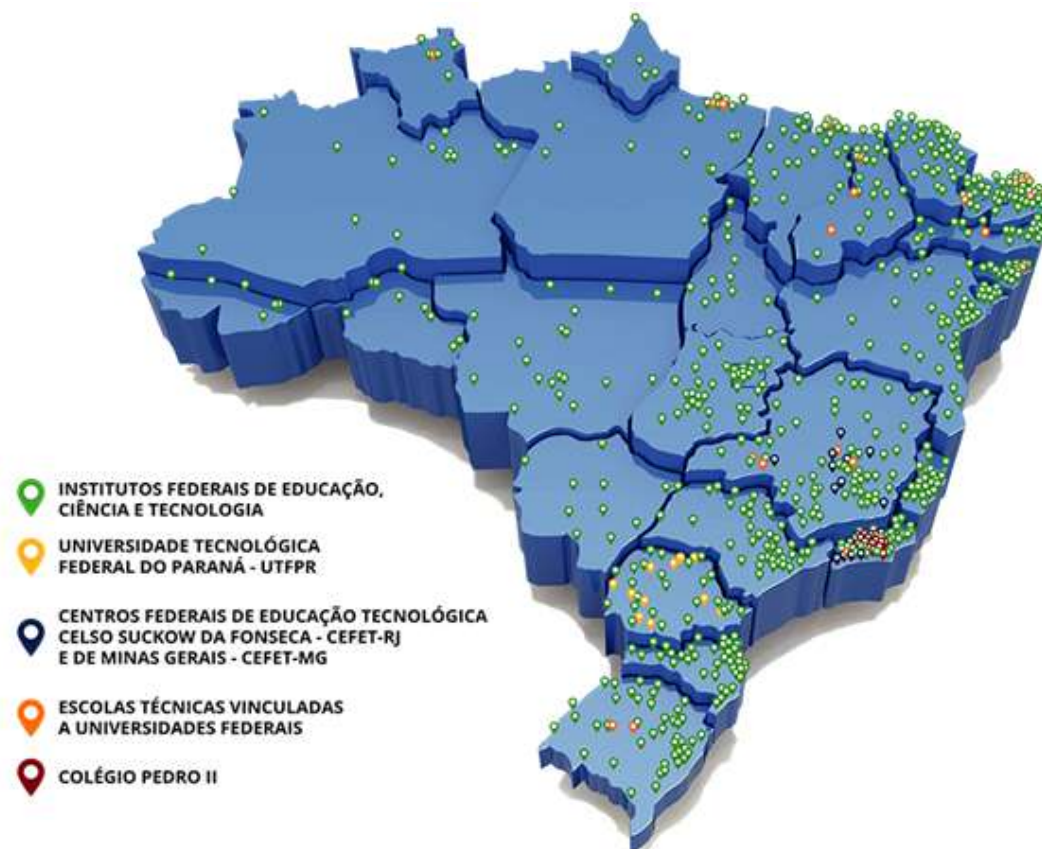 INSTITUTOS FEDERAIS DE EDUCAÇÃO,
CIÊNCIA E TECNOLOGIA
UNIVERSIDADE TECNOLÓGICA
FEDERAL DO PARANÁ - UTFPR
CENTROS FEDERAIS DE EDUCAÇÃO TECNOLÓGICA
CELSO SUCKOW DA FONSECA - CEFET-RJ
E DE MINAS GERAIS - CEFET-MG
ESCOLAS TÉCNICAS VINCULADAS
A UNIVERSIDADES FEDERAIS
COLÉGIO PEDRO II